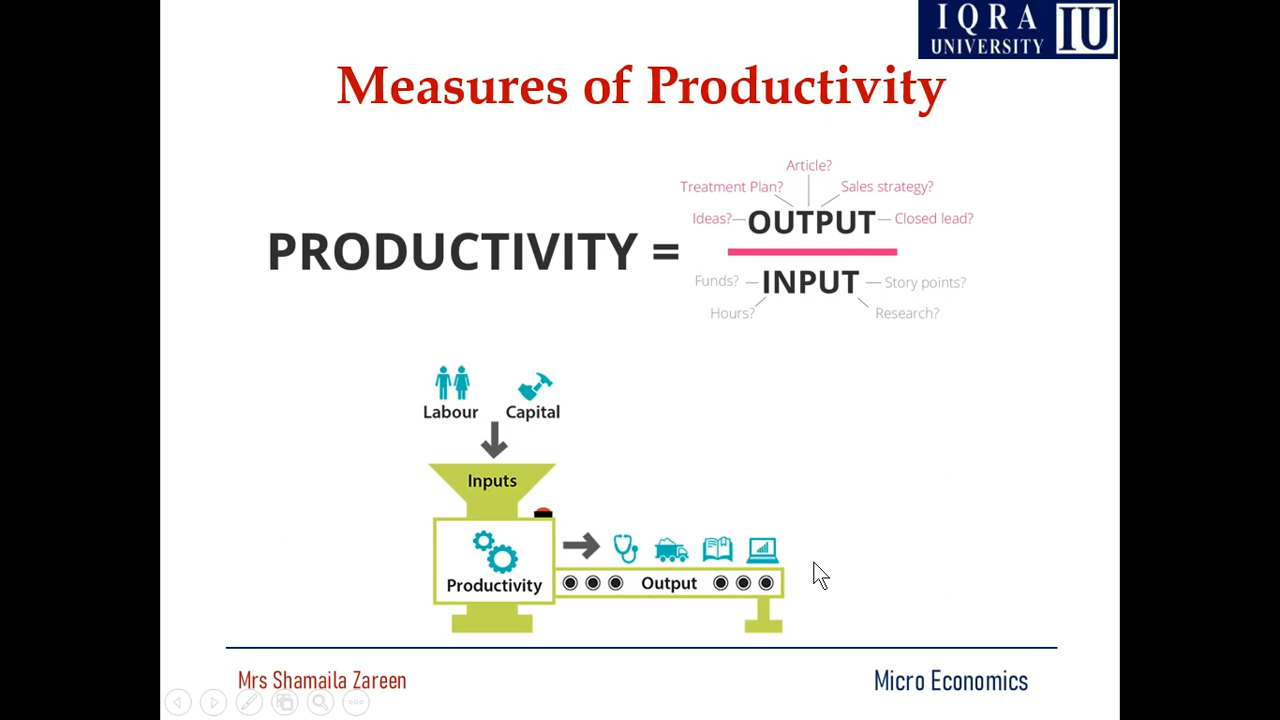 IQRA
UNIVERSITY IU
Measures of Productivity
Article?
Treatment Plan? Sales strategy?
Ideas? OUTPUT Closed lead?
PRODUCTIVITY =
Funds? INPUT Story points?
Hours? Research?
Labour Capital
Inputs
Productivity Output
Mrs Shamaila Zareen Micro Economics